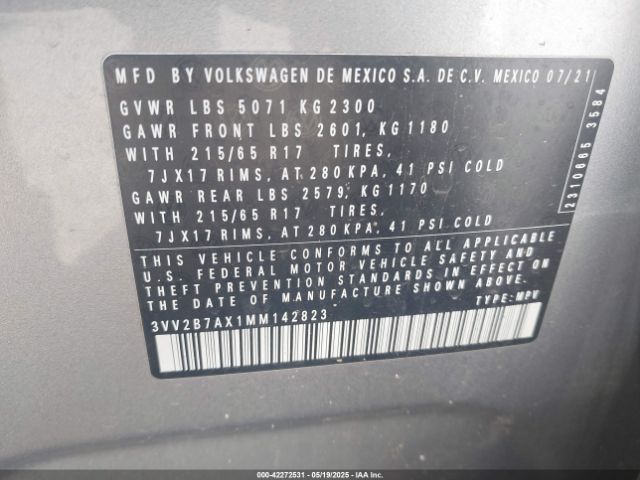 MFD BY VOLKSWAGEN DE MEXICO S.A. DE C.V. MEXICO 07/21
GVWR LBS 5071 KG 2300
GAWR FRONT LBS 2601, KG 1180
WITH 215/65 R17 TIRES,
7JX17 RIMS, AT 280 KPA, 41 PSI COLD
GAWR REAR LBS 2579, KG 1170
WITH 215/65 R17 TIRES,
7JX17 RIMS, AT 280 KPA, 41 PSI COLD
THIS VEHICLE CONFORMS TO ALL APPLICABLE
U.S. FEDERAL MOTOR VEHICLE SAFETY AND
THEFT PREVENTION STANDARDS IN EFFECT ON
THE DATE OF MANUFACTURE SHOWN ABOVE.
3VV2B7AX1MM142823 TYPE: MPV
2310665 3584
000-42272531 - 05/19/2025 - IAAI.COM